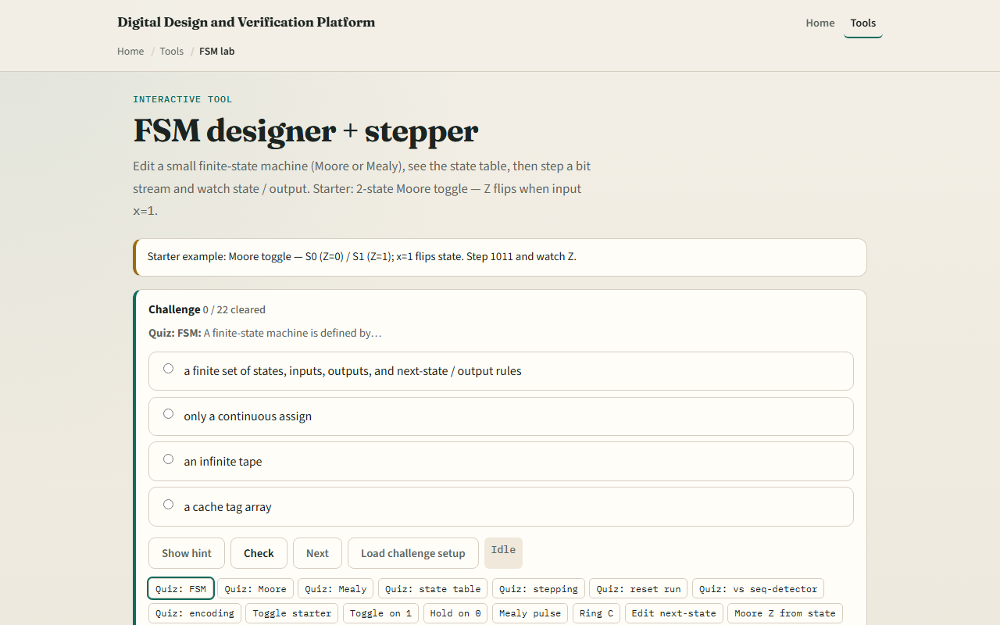 Digital Design and Verification Platform
Home Tools
Home / Tools / FSM lab
INTERACTIVE TOOL
FSM designer + stepper
Edit a small finite-state machine (Moore or Mealy), see the state table, then step a bit
stream and watch state / output. Starter: 2-state Moore toggle — Z flips when input
x=1.
Starter example: Moore toggle — S0 (Z=0) / S1 (Z=1); x=1 flips state. Step 1011 and watch Z.
Challenge 0 / 22 cleared
Quiz: FSM: A finite-state machine is defined by…
a finite set of states, inputs, outputs, and next-state / output rules
only a continuous assign
an infinite tape
a cache tag array
Show hint Check Next Load challenge setup Idle
Quiz: FSM Quiz: Moore Quiz: Mealy Quiz: state table Quiz: stepping Quiz: reset run Quiz: vs seq-detector
Quiz: encoding Toggle starter Toggle on 1 Hold on 0 Mealy pulse Ring C Edit next-state Moore Z from state